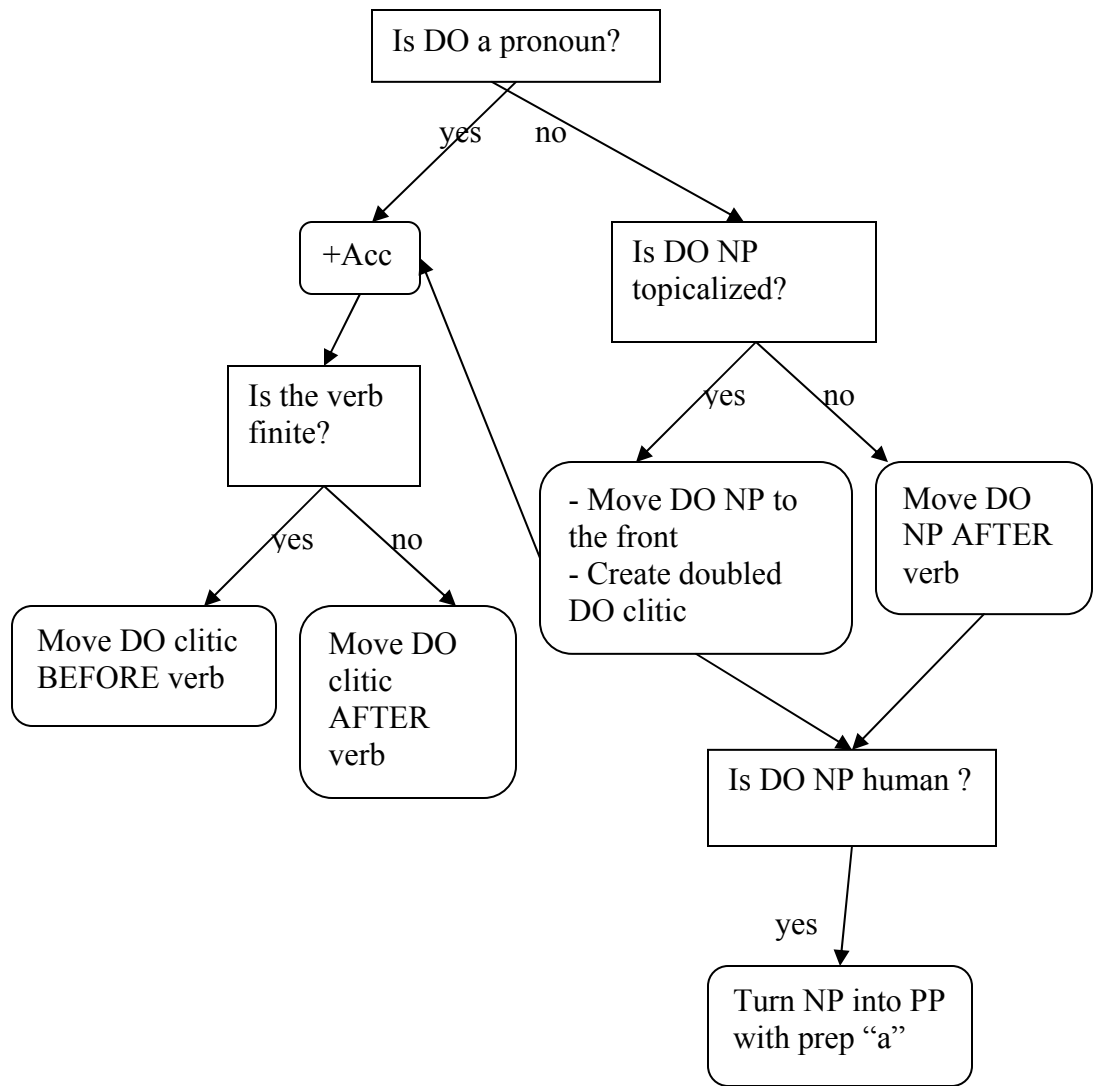 Is DO a pronoun?
yes
no
+Acc
Is DO NP
topicalized?
Is the verb
finite?
yes
no
yes
no
- Move DO NP to
the front
- Create doubled
DO clitic
Move DO
NP AFTER
verb
Move DO clitic
BEFORE verb
Move DO
clitic
AFTER
verb
Is DO NP human ?
yes
Turn NP into PP
with prep “a”